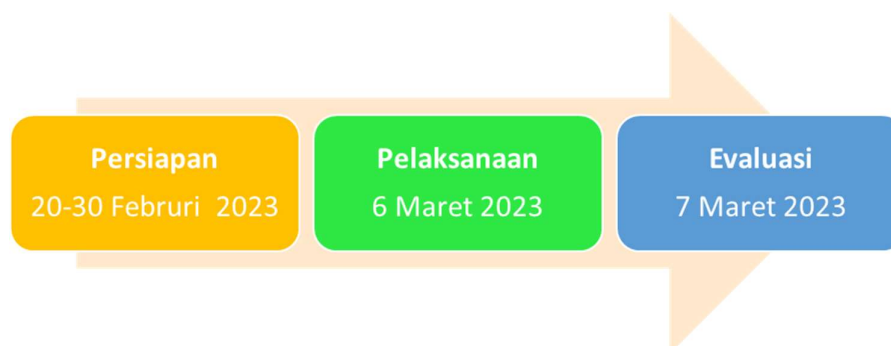 Persiapan
20-30 Februri  2023
Pelaksanaan
6 Maret 2023
Evaluasi
7 Maret 2023